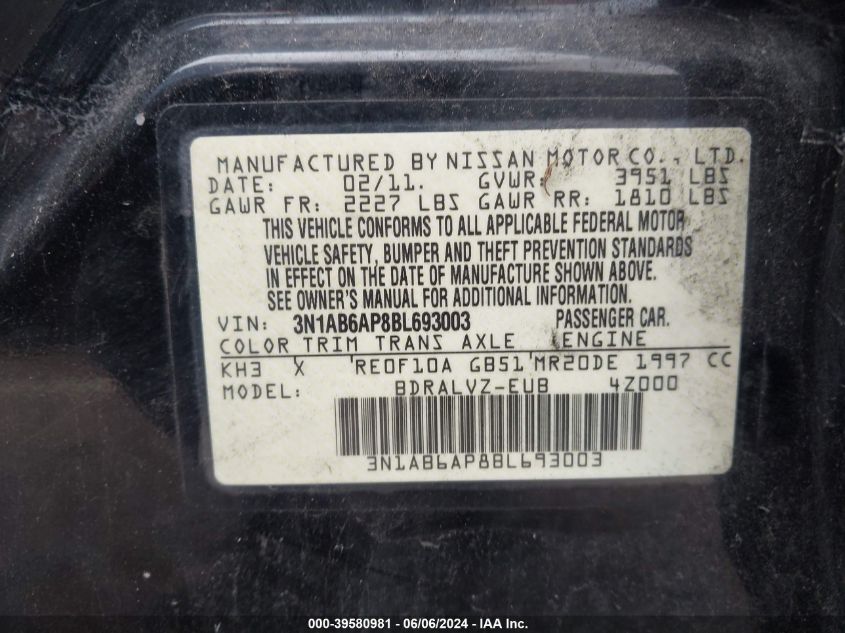 MANUFACTURED BY NISSAN MOTOR CO., LTD.
DATE: 02/11. GVWR: 3951 LBS
GAWR FR: 2227 LBS GAWR RR: 1810 LBS
THIS VEHICLE CONFORMS TO ALL APPLICABLE FEDERAL MOTOR
VEHICLE SAFETY, BUMPER AND THEFT PREVENTION STANDARDS
IN EFFECT ON THE DATE OF MANUFACTURE SHOWN ABOVE.
SEE OWNER'S MANUAL FOR ADDITIONAL INFORMATION.
VIN: 3N1AB6AP8BL693003 PASSENGER CAR.
COLOR TRIM TRANS AXLE ENGINE
KH3 X RE0F10A GB51 MR20DE 1997 CC
MODEL: BDRALVZ-EUB 4Z000
3N1AB6AP8BL693003
000-39580981 - 06/06/2024 - IAA Inc.